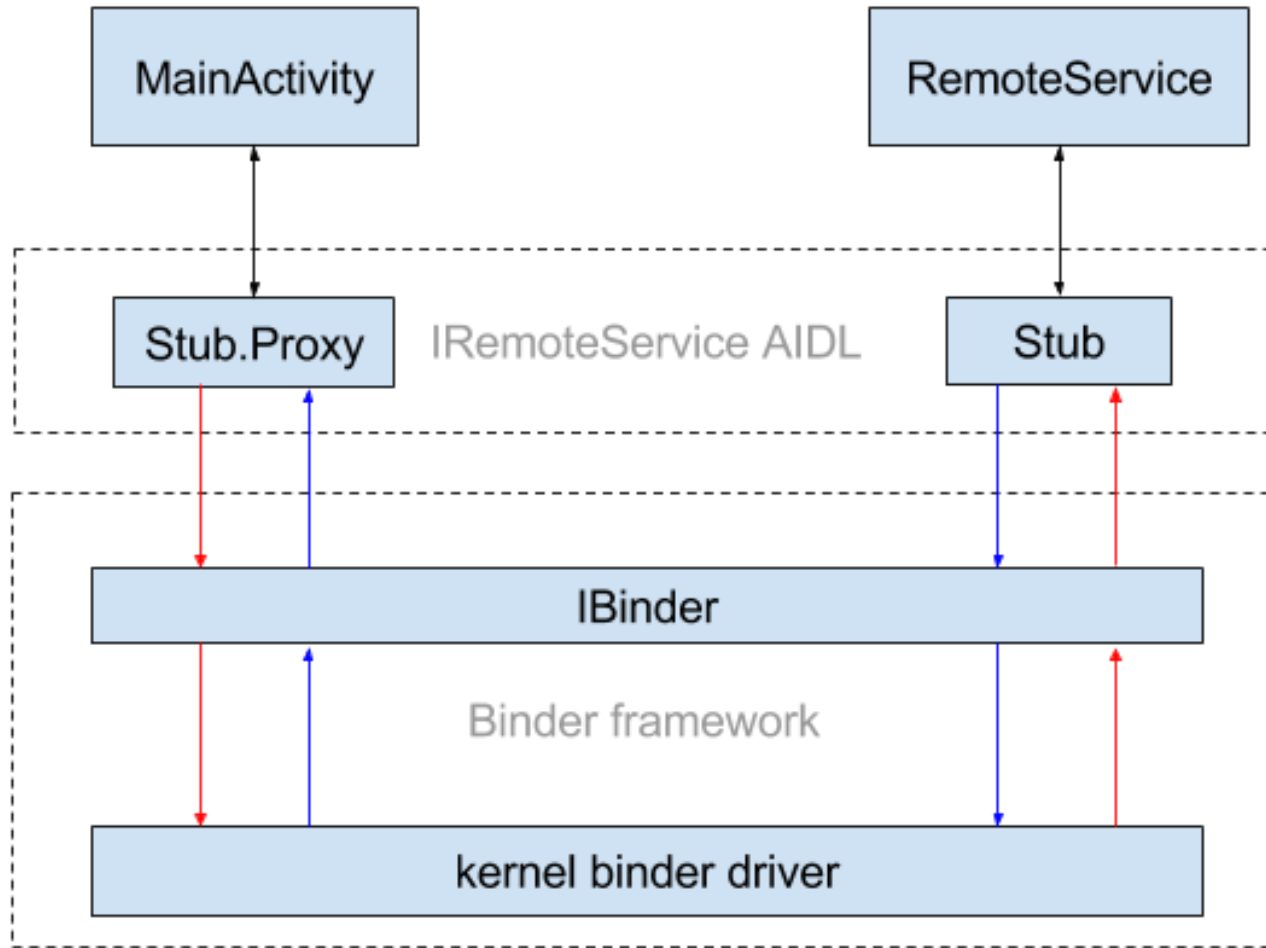 MainActivity
RemoteService
Stub.Proxy
IRemoteService AIDL
Stub
IBinder
Binder framework
kernel binder driver